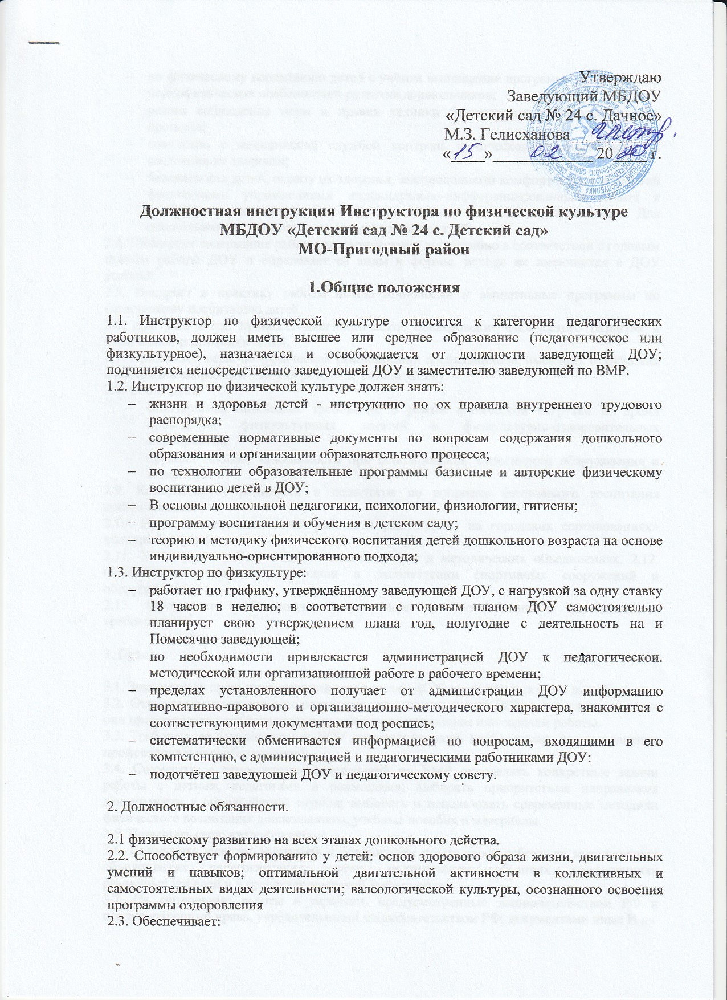 Утверждаю
Заведующий МБДОУ
«Детский сад № 24 с. Дачное»
М.З. Гелисханова
«15» 02 2020 г.
Должностная инструкция Инструктора по физической культуре
МБДОУ «Детский сад № 24 с. Детский сад»
МО-Пригодный район
1.Общие положения
1.1. Инструктор по физической культуре относится к категории педагогических
работников, должен иметь высшее или среднее образование (педагогическое или
физкультурное), назначается и освобождается от должности заведующей ДОУ;
подчиняется непосредственно заведующей ДОУ и заместителю заведующей по ВМР.
1.2. Инструктор по физической культуре должен знать:
– жизни и здоровья детей - инструкцию по ох правила внутреннего трудового
распорядка;
– современные нормативные документы по вопросам содержания дошкольного
образования и организации образовательного процесса;
– по технологии образовательные программы базисные и авторские физическому
воспитанию детей в ДОУ;
– В основы дошкольной педагогики, психологии, физиологии, гигиены;
– программу воспитания и обучения в детском саду;
– теорию и методику физического воспитания детей дошкольного возраста на основе
индивидуально-ориентированного подхода;
1.3. Инструктор по физкультуре:
– работает по графику, утверждённому заведующей ДОУ, с нагрузкой за одну ставку
18 часов в неделю; в соответствии с годовым планом ДОУ самостоятельно
планирует свою утверждением плана год, полугодие с деятельность на и
Помесячно заведующей;
– по необходимости привлекается администрацией ДОУ к педагогическои.
методической или организационной работе в рабочего времени;
– пределах установленного получает от администрации ДОУ информацию
нормативно-правового и организационно-методического характера, знакомится с
соответствующими документами под роспись;
– систематически обменивается информацией по вопросам, входящими в его
компетенцию, с администрацией и педагогическими работниками ДОУ:
– подотчётен заведующей ДОУ и педагогическому совету.
2. Должностные обязанности.
2.1 физическому развитию на всех этапах дошкольного действа.
2.2. Способствует формированию у детей: основ здорового образа жизни, двигательных
умений и навыков; оптимальной двигательной активности в коллективных и
самостоятельных видах деятельности; валеологической культуры, осознанного освоения
программы оздоровления
2.3. Обеспечивает: